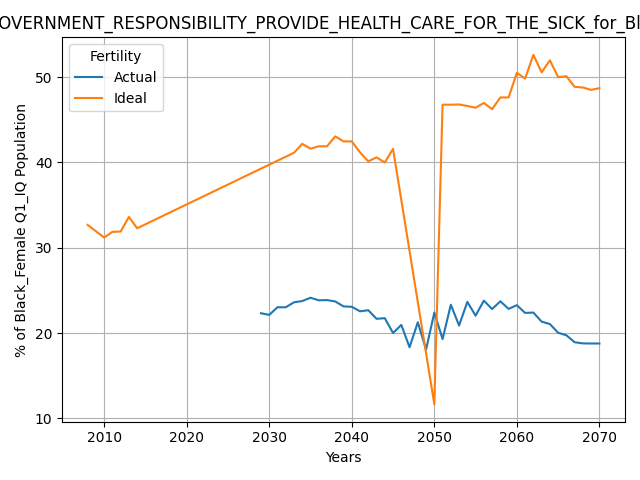 OVERNMENT_RESPONSIBILITY_PROVIDE_HEALTH_CARE_FOR_THE_SICK_for_Bl
Fertility
Actual
Ideal
% of Black_Female Q1_IQ Population
50
40
30
20
10
2010 2020 2030 2040 2050 2060 2070
Years